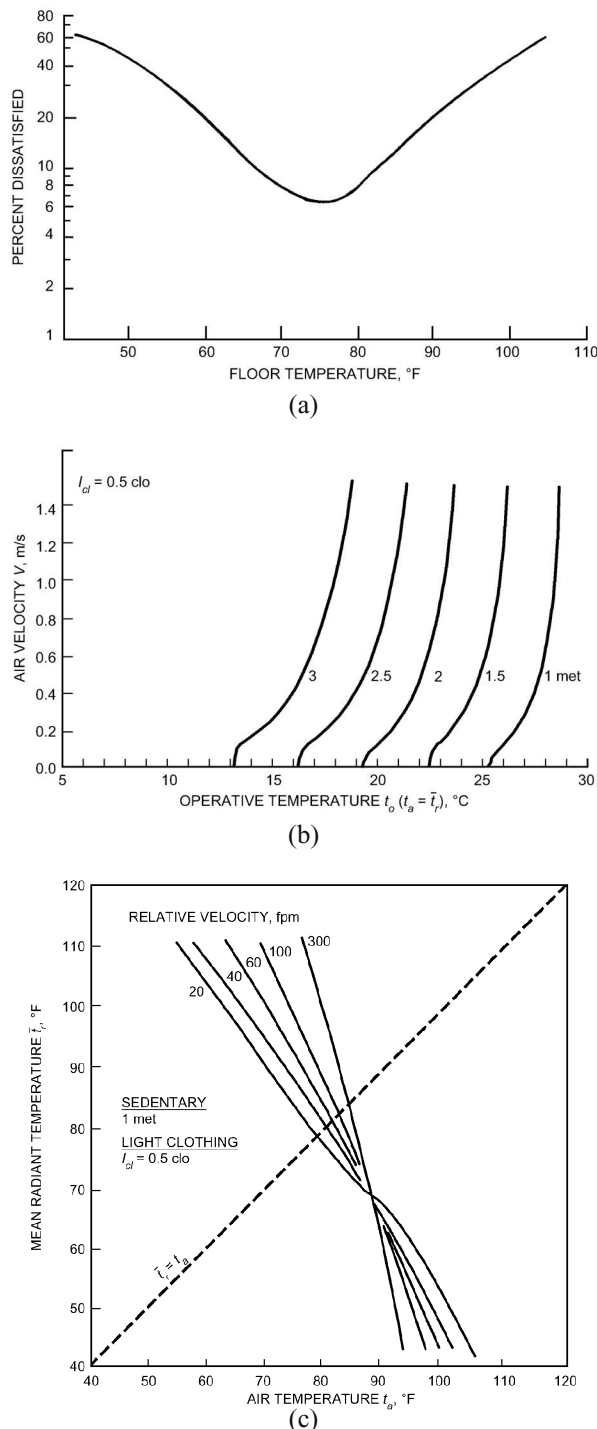 80
60
40
20
10
8
6
4
2
1
PERCENT DISSATISFIED
50 60 70 80 90 100 110
FLOOR TEMPERATURE, °F
(a)
I_cl = 0.5 clo
1.4
1.2
1.0
0.8
0.6
0.4
0.2
0.0
AIR VELOCITY V, m/s
3 2.5 2 1.5 1 met
5 10 15 20 25 30
OPERATIVE TEMPERATURE t_o (t_a = t̄_r), °C
(b)
120
110
100
90
80
70
60
50
40
MEAN RADIANT TEMPERATURE t̄_r, °F
RELATIVE VELOCITY, fpm
20 40 60 100 300
SEDENTARY
1 met
LIGHT CLOTHING
I_cl = 0.5 clo
t̄_r = t_a
40 50 60 70 80 90 100 110 120
AIR TEMPERATURE t_a, °F
(c)